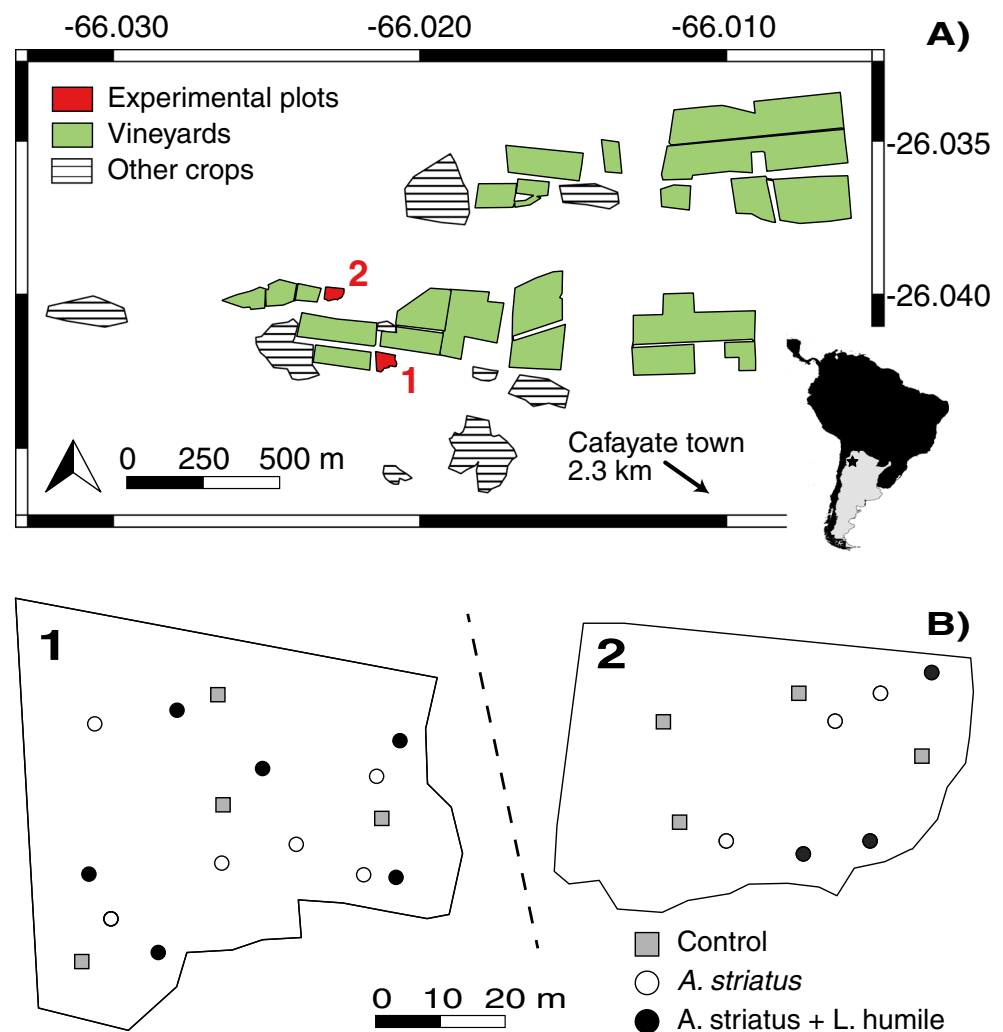 -66.030 -66.020 -66.010 A)
Experimental plots
Vineyards
Other crops
-26.035
2
-26.040
1
Cafayate town
2.3 km
0 250 500 m
B)
1 2
Control
A. striatus
A. striatus + L. humile
0 10 20 m